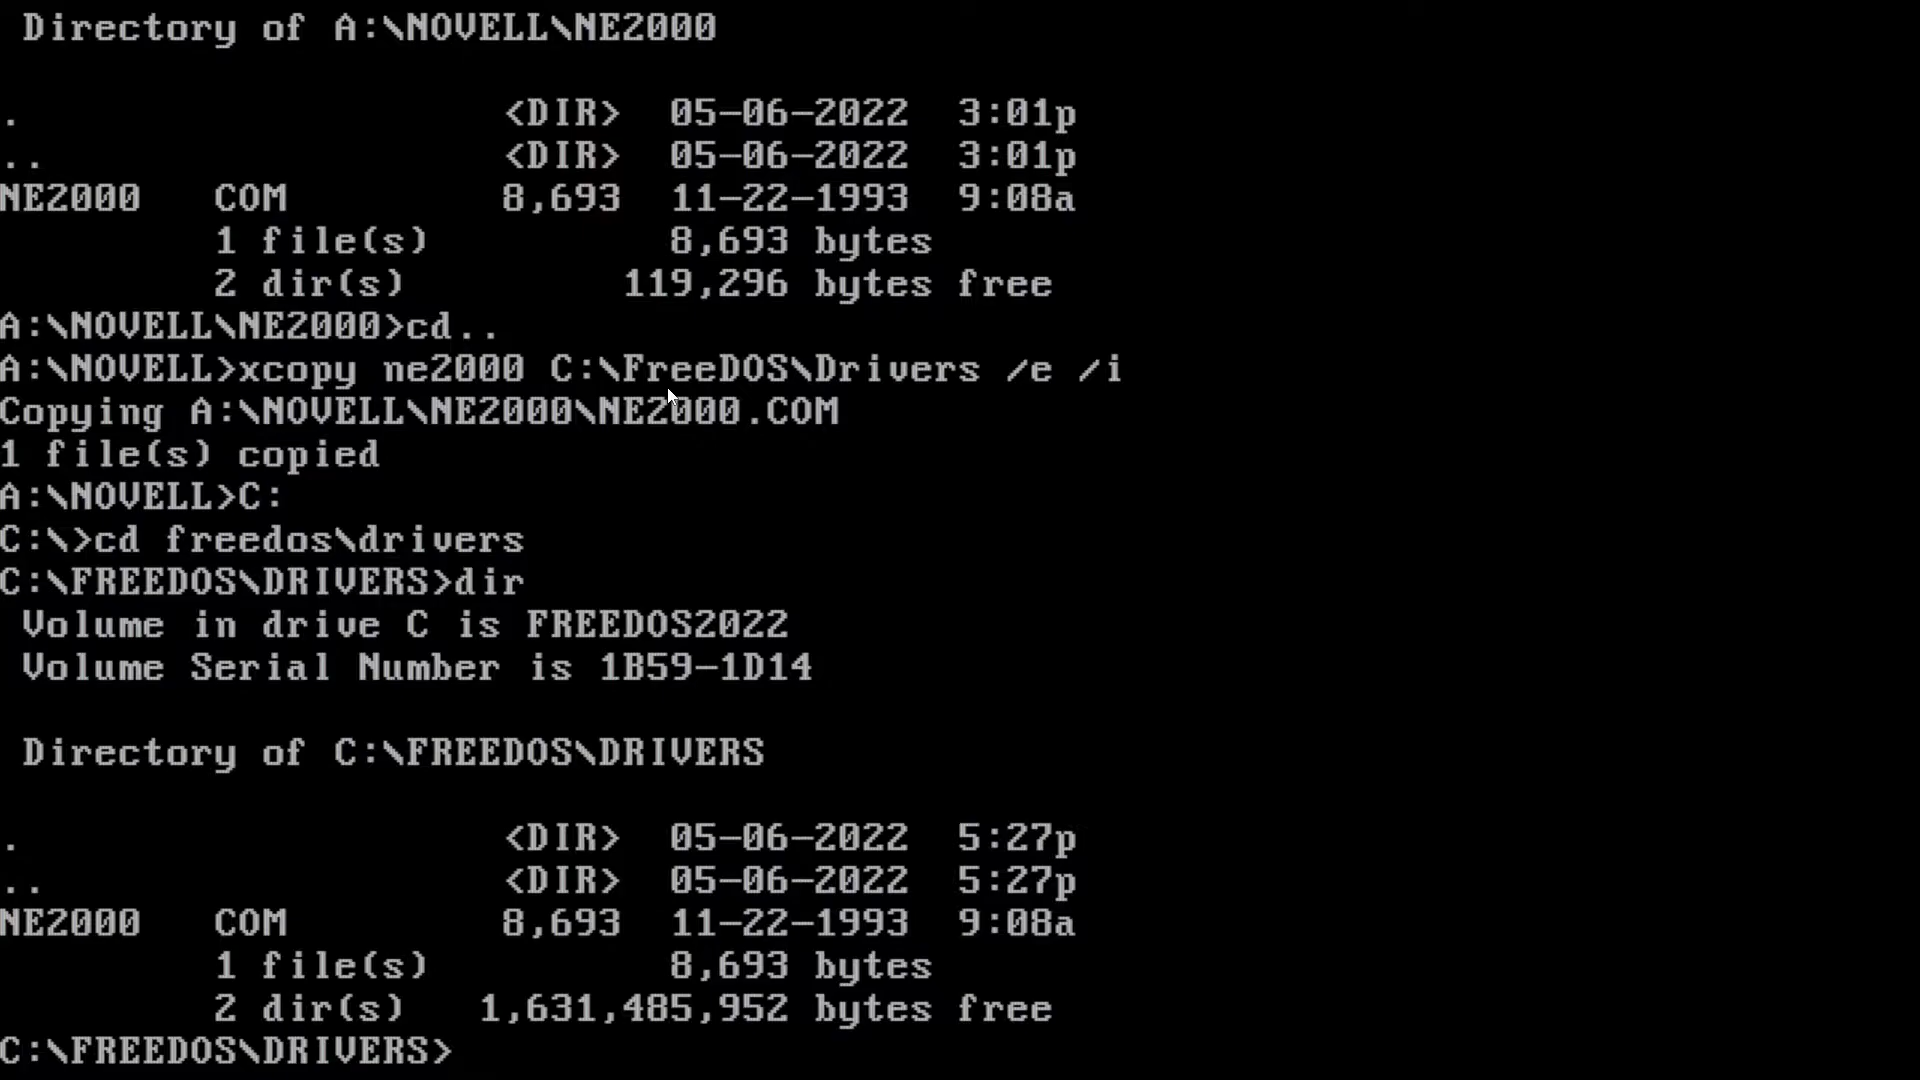 Directory of A:\NOVELL\NE2000
. <DIR> 05-06-2022 3:01p
.. <DIR> 05-06-2022 3:01p
NE2000 COM 8,693 11-22-1993 9:08a
1 file(s) 8,693 bytes
2 dir(s) 119,296 bytes free
A:\NOVELL\NE2000>cd..
A:\NOVELL>xcopy ne2000 C:\FreeDOS\Drivers /e /i
Copying A:\NOVELL\NE2000\NE2000.COM
1 file(s) copied
A:\NOVELL>C:
C:\>cd freedos\drivers
C:\FREEDOS\DRIVERS>dir
Volume in drive C is FREEDOS2022
Volume Serial Number is 1B59-1D14
Directory of C:\FREEDOS\DRIVERS
. <DIR> 05-06-2022 5:27p
.. <DIR> 05-06-2022 5:27p
NE2000 COM 8,693 11-22-1993 9:08a
1 file(s) 8,693 bytes
2 dir(s) 1,631,485,952 bytes free
C:\FREEDOS\DRIVERS>